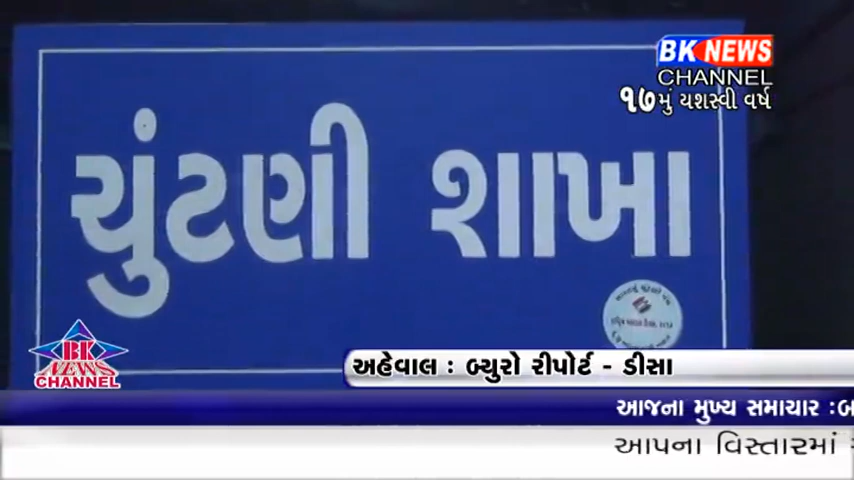 BK NEWS
CHANNEL
૧૭મું યશસ્વી વર્ષ
ચુંટણી શાખા
BK
NEWS
CHANNEL
અહેવાલ : બ્યુરો રીપોર્ટ - ડીસા
આજના મુખ્ય સમાચાર :બ
આપના વિસ્તારમાં